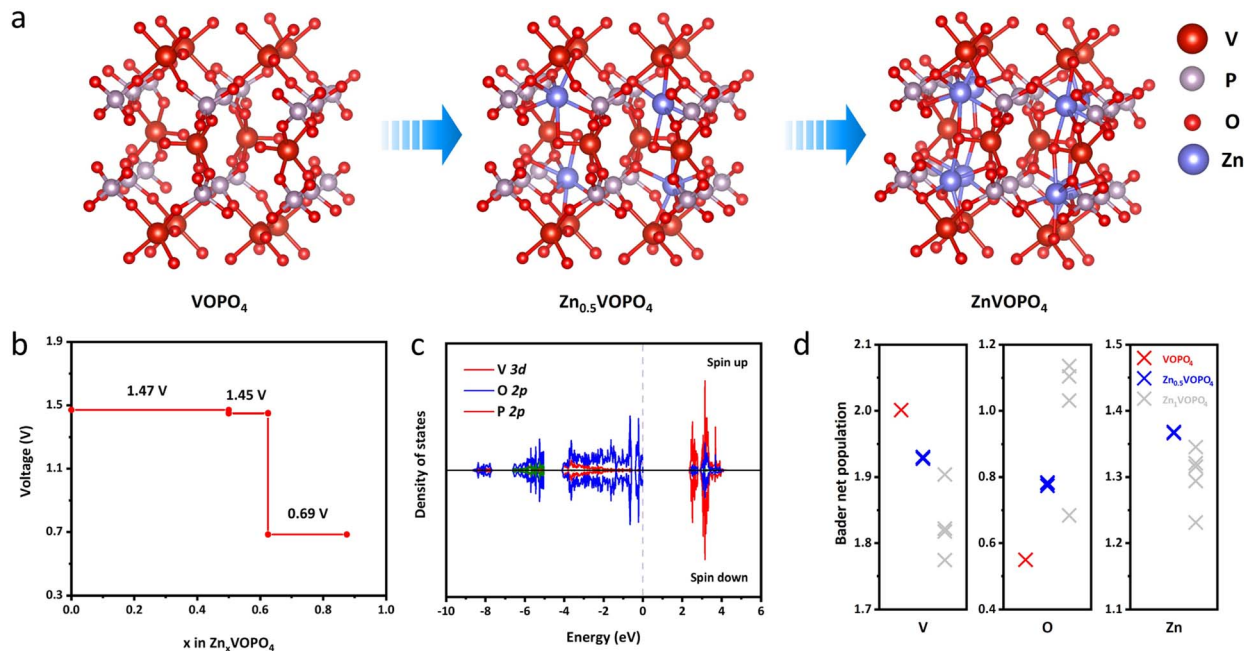 a
V
P
O
Zn
VOPO4
Zn0.5VOPO4
ZnVOPO4
b
1.9
1.5
1.1
0.7
0.3
Voltage (V)
1.47 V
1.45 V
0.69 V
0.0
0.2
0.4
0.6
0.8
1.0
x in ZnxVOPO4
c
Density of states
V 3d
O 2p
P 2p
Spin up
Spin down
-10
-8
-6
-4
-2
0
2
4
6
Energy (eV)
d
Bader net population
2.1
2.0
1.9
1.8
1.7
V
1.2
1.0
0.8
0.6
0.4
O
1.5
1.4
1.3
1.2
1.1
Zn
VOPO4
Zn0.5VOPO4
Zn1VOPO4